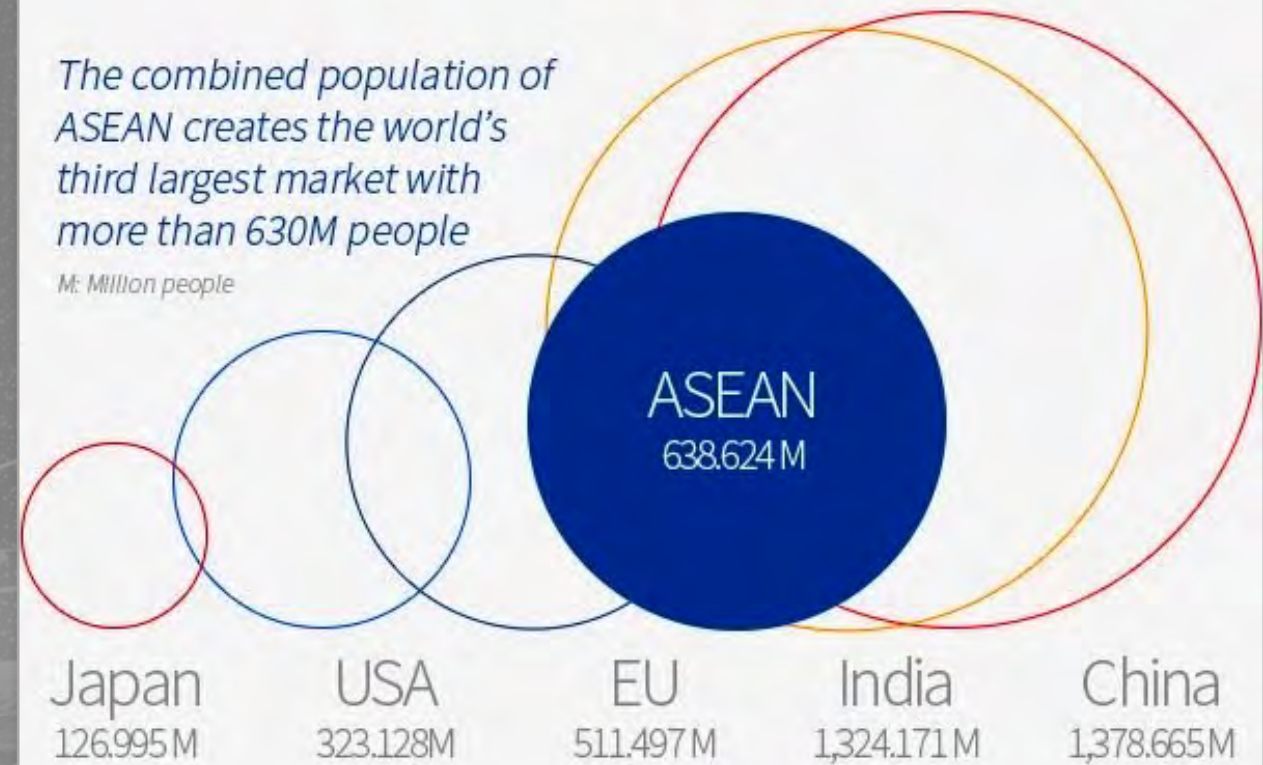 The combined population of
ASEAN creates the world's
third largest market with
more than 630M people
M: Million people
ASEAN
638.624 M
Japan USA EU India China
126.995 M 323.128M 511.497 M 1,324.171 M 1,378.665 M